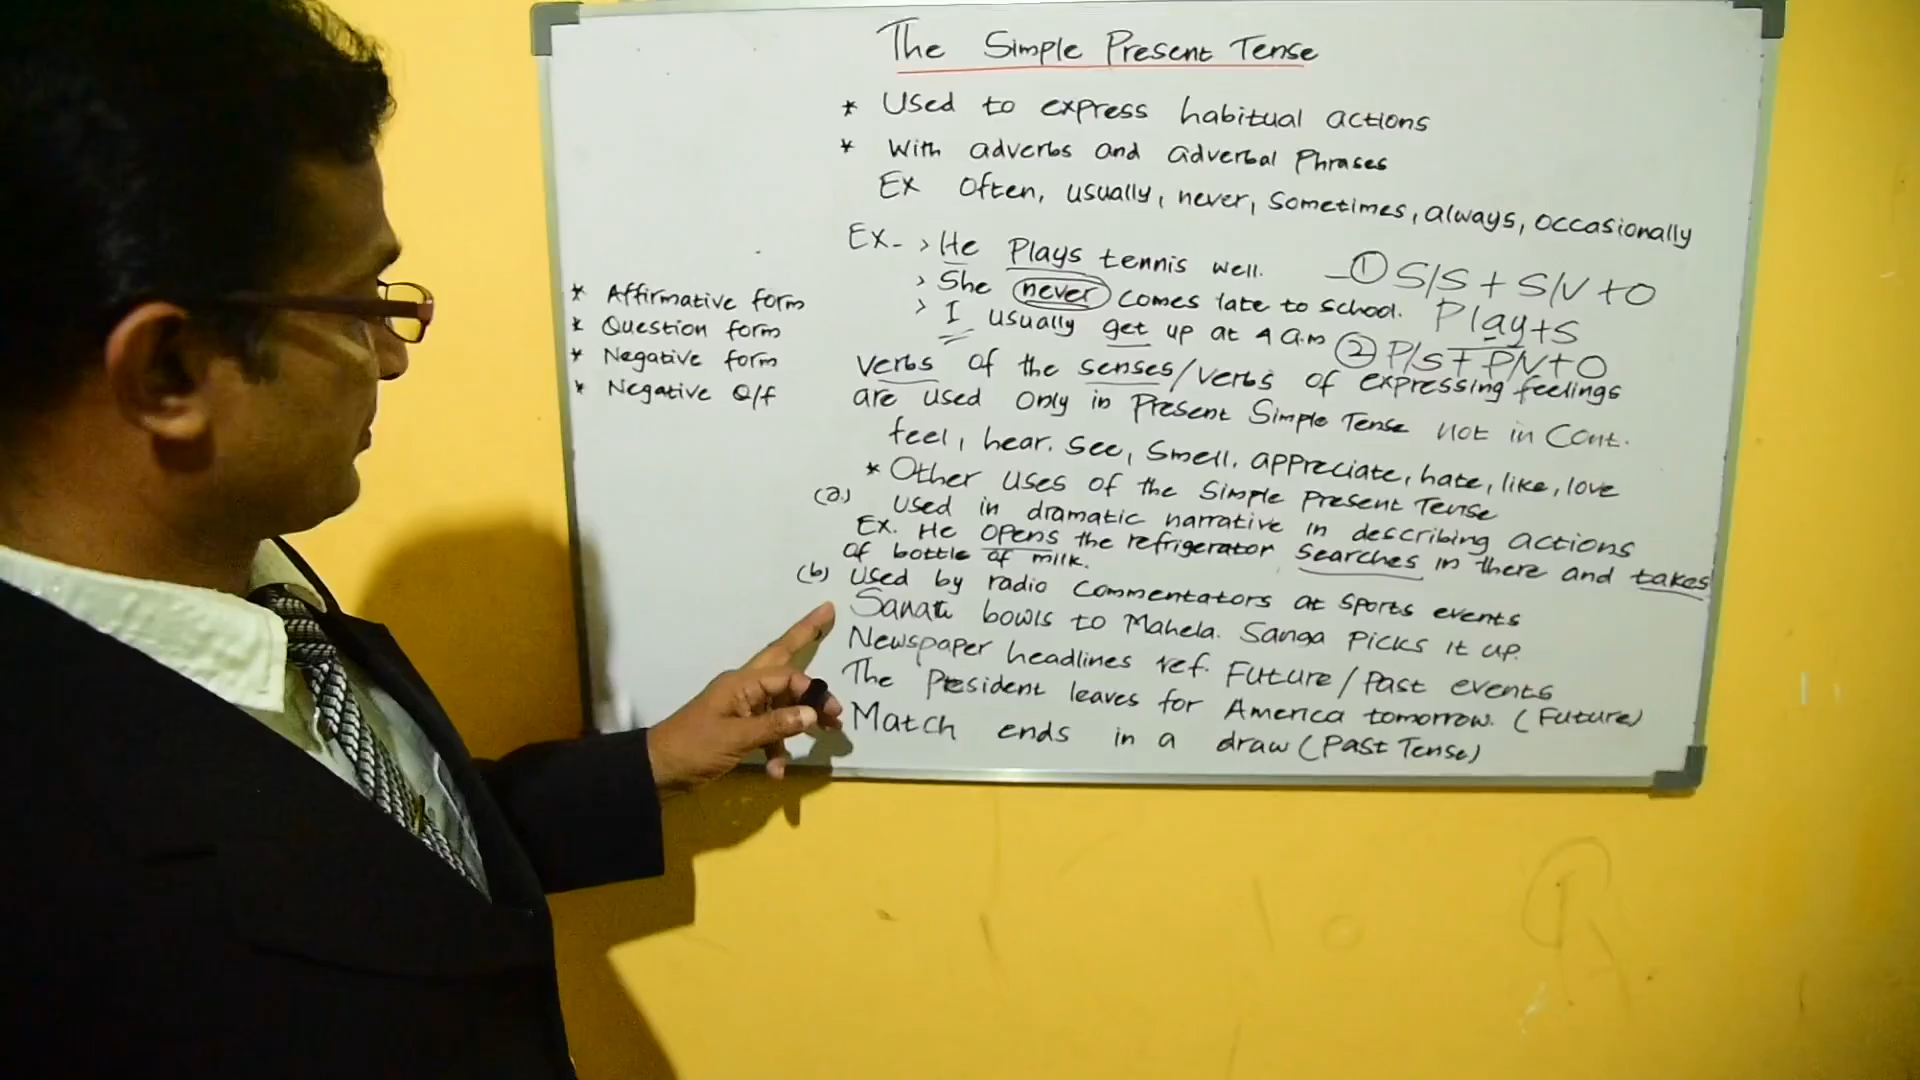 The Simple Present Tense
* Used to express habitual actions
* With adverbs and adverbal Phrases
Ex Often, usually, never, Sometimes, always, occasionally
Ex- > He Plays tennis well.
> She never comes late to School.
> I usually get up at 4 a.m
① S/S + S/V + O
Play+s
② P/S + P/V + O
* Affirmative form
* Question form
* Negative form
* Negative Q/f
verbs of the senses/verbs of expressing feelings
are used only in Present Simple Tense not in Cont.
feel, hear. see, Smell. appreciate, hate, like, love
* Other uses of the Simple Present Tense
(a.) used in dramatic narrative in describing actions
Ex. He opens the refrigerator Searches in there and takes
of bottle of milk.
(b) used by radio Commentators at Sports events
bowls to Mahela. Sanga Picks it up.
Newspaper headlines ref. Future/Past events
The President leaves for America tomorrow. (Future)
Match ends in a draw (Past Tense)